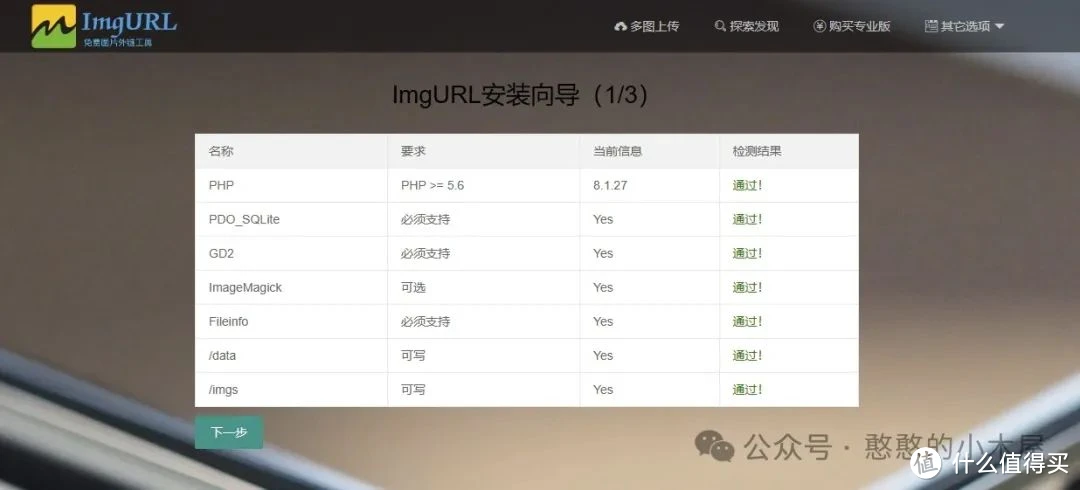 ImgURL
免费图片外链工具
多图上传 探索发现 购买专业版 其它选项
ImgURL安装向导（1/3）
名称 要求 当前信息 检测结果
PHP PHP >= 5.6 8.1.27 通过!
PDO_SQLite 必须支持 Yes 通过!
GD2 必须支持 Yes 通过!
ImageMagick 可选 Yes 通过!
Fileinfo 必须支持 Yes 通过!
/data 可写 Yes 通过!
/imgs 可写 Yes 通过!
下一步
公众号 · 憨憨的小木屋
值 什么值得买